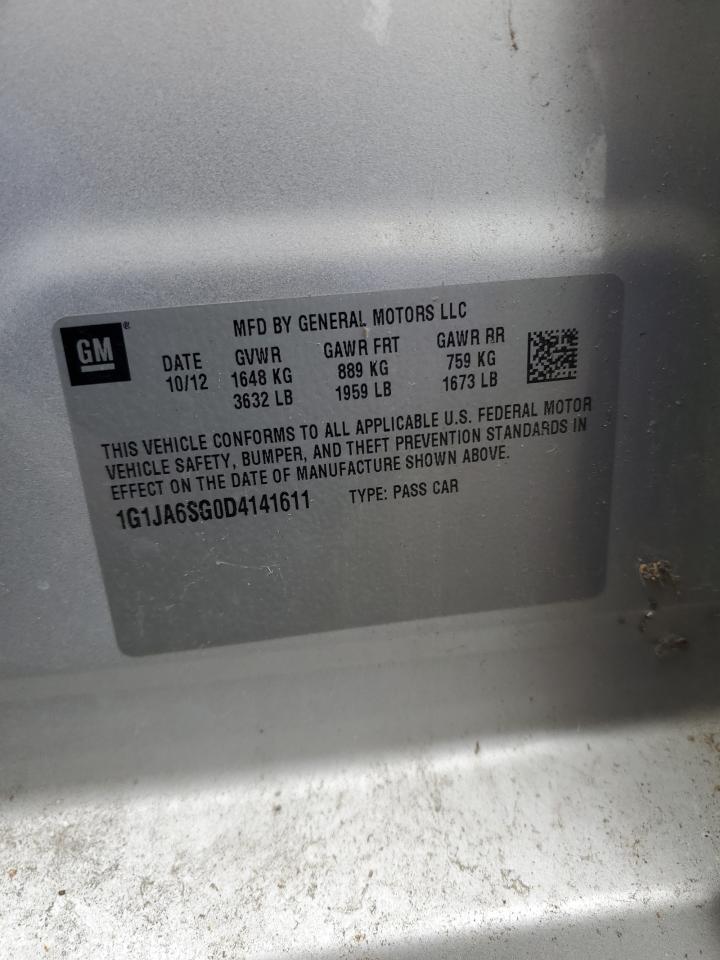 GM®
MFD BY GENERAL MOTORS LLC
DATE GVWR GAWR FRT GAWR RR
10/12 1648 KG 889 KG 759 KG
3632 LB 1959 LB 1673 LB
THIS VEHICLE CONFORMS TO ALL APPLICABLE U.S. FEDERAL MOTOR
VEHICLE SAFETY, BUMPER, AND THEFT PREVENTION STANDARDS IN
EFFECT ON THE DATE OF MANUFACTURE SHOWN ABOVE.
1G1JA6SG0D4141611 TYPE: PASS CAR